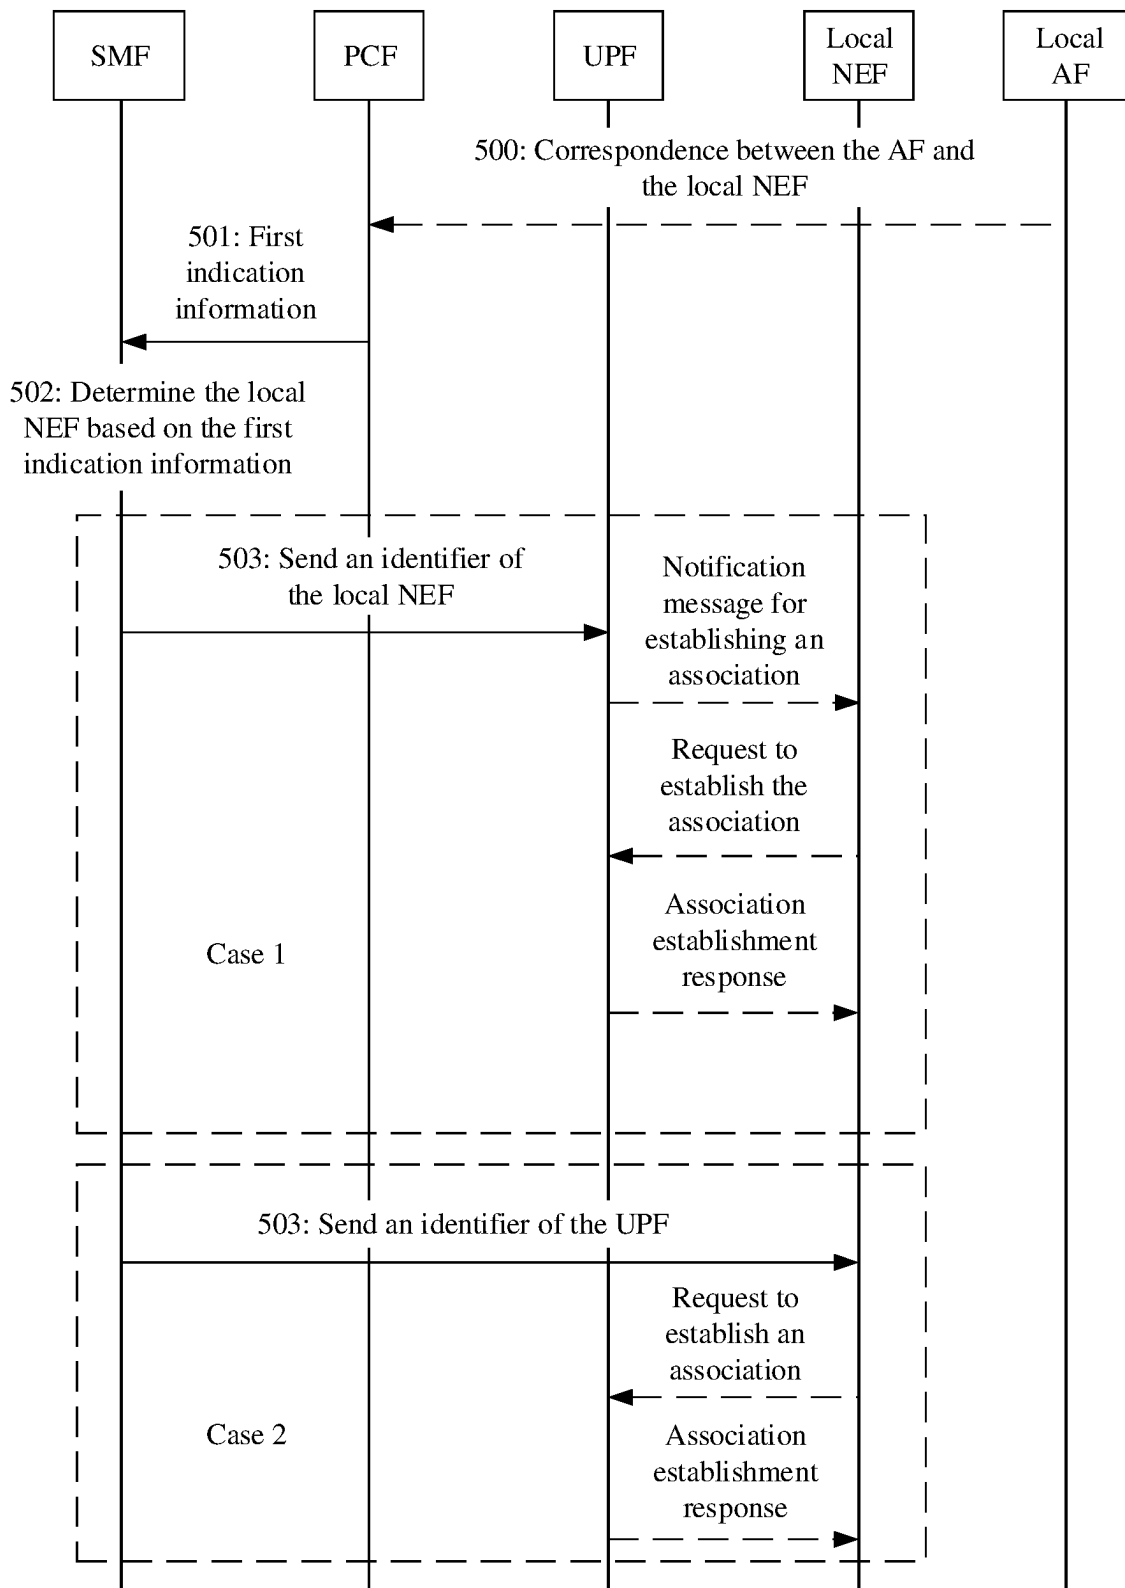 SMF
PCF
UPF
Local
NEF
Local
AF
500: Correspondence between the AF and
the local NEF
501: First
indication
information
502: Determine the local
NEF based on the first
indication information
503: Send an identifier of
the local NEF
Notification
message for
establishing an
association
Request to
establish the
association
Association
establishment
response
Case 1
503: Send an identifier of the UPF
Request to
establish an
association
Case 2
Association
establishment
response